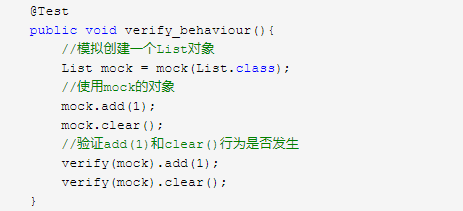 @Test
public void verify_behaviour(){
//模拟创建一个List对象
List mock = mock(List.class);
//使用mock的对象
mock.add(1);
mock.clear();
//验证add(1)和clear()行为是否发生
verify(mock).add(1);
verify(mock).clear();
}